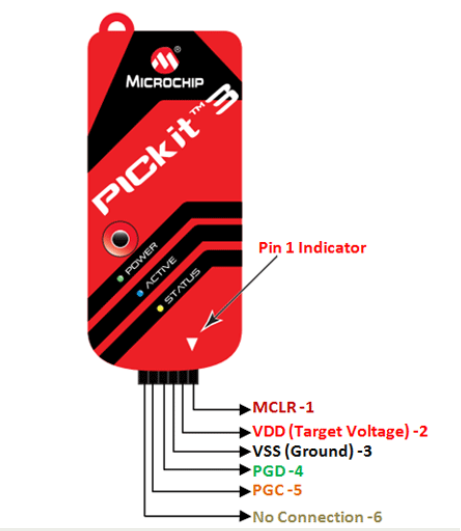 MICROCHIP
PICkit™ 3
POWER
ACTIVE
STATUS
Pin 1 Indicator
MCLR -1
VDD (Target Voltage) -2
VSS (Ground) -3
PGD -4
PGC -5
No Connection -6